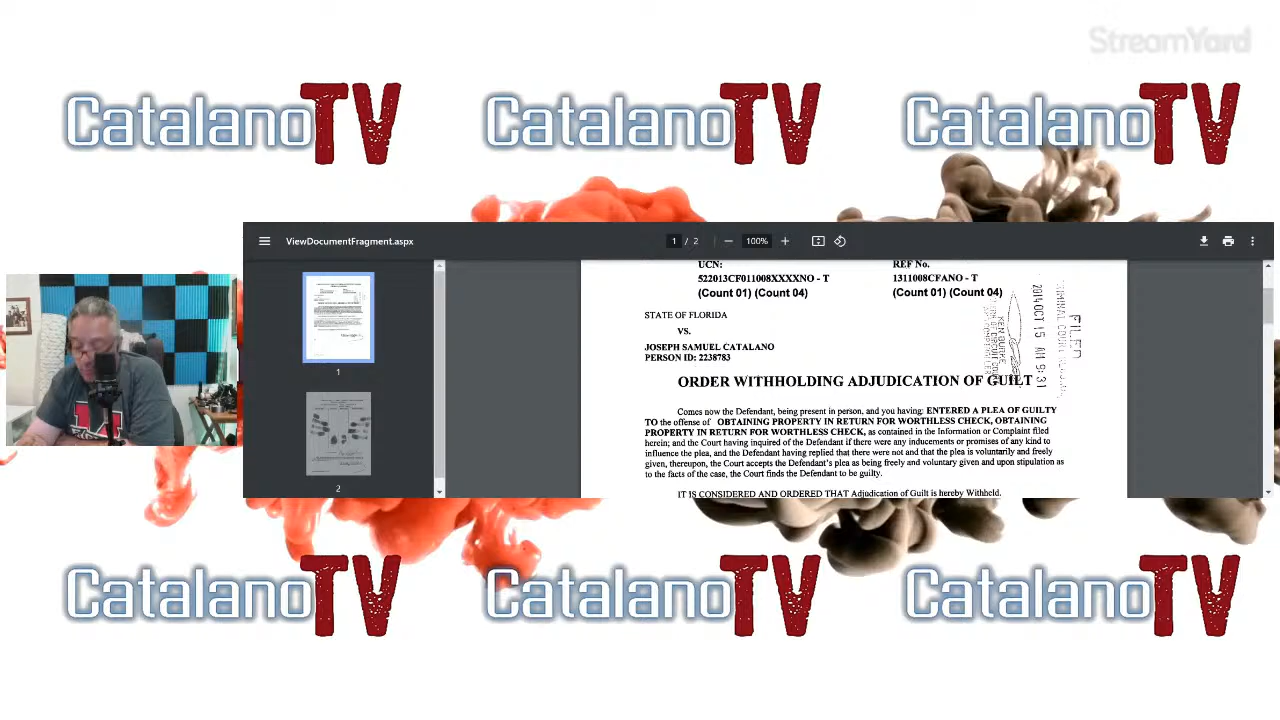 StreamYard
CatalanoTV CatalanoTV CatalanoTV
ViewDocumentFragment.aspx 1 / 2 100%
1
2
UCN: REF No.
522013CF011008XXXXNO - T 1311008CFANO - T
(Count 01) (Count 04) (Count 01) (Count 04)
STATE OF FLORIDA
VS.
JOSEPH SAMUEL CATALANO
PERSON ID: 2238783
FILED
2014 OCT 15 AM 9:31
KEN BURKE
ORDER WITHHOLDING ADJUDICATION OF GUILT
Comes now the Defendant, being present in person, and you having: ENTERED A PLEA OF GUILTY
TO the offense of OBTAINING PROPERTY IN RETURN FOR WORTHLESS CHECK, OBTAINING
PROPERTY IN RETURN FOR WORTHLESS CHECK, as contained in the Information or Complaint filed
herein; and the Court having inquired of the Defendant if there were any inducements or promises of any kind to
influence the plea, and the Defendant having replied that there were not and that the plea is voluntarily and freely
given, thereupon, the Court accepts the Defendant's plea as being freely and voluntary given and upon stipulation as
to the facts of the case, the Court finds the Defendant to be guilty.
IT IS CONSIDERED AND ORDERED THAT Adjudication of Guilt is hereby Withheld.
CatalanoTV CatalanoTV CatalanoTV